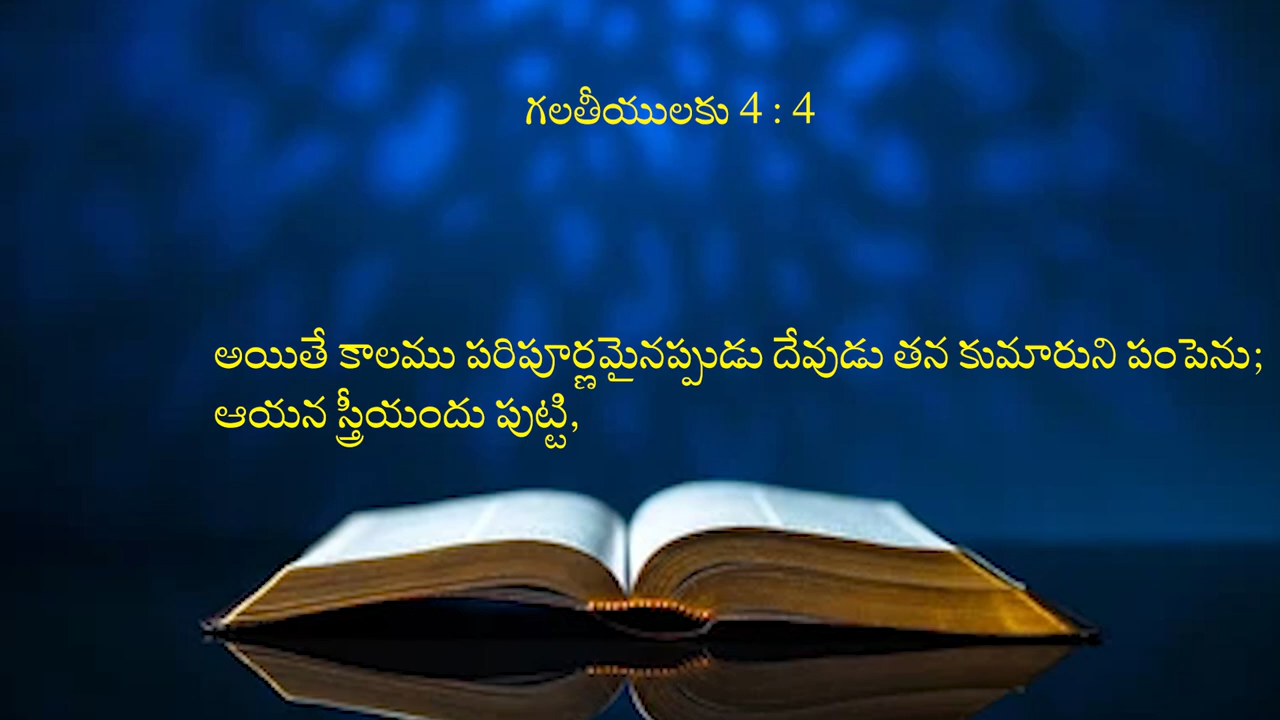 గలతీయులకు 4 : 4
అయితే కాలము పరిపూర్ణమైనప్పుడు దేవుడు తన కుమారుని పంపెను;
ఆయన స్త్రీయందు పుట్టి,